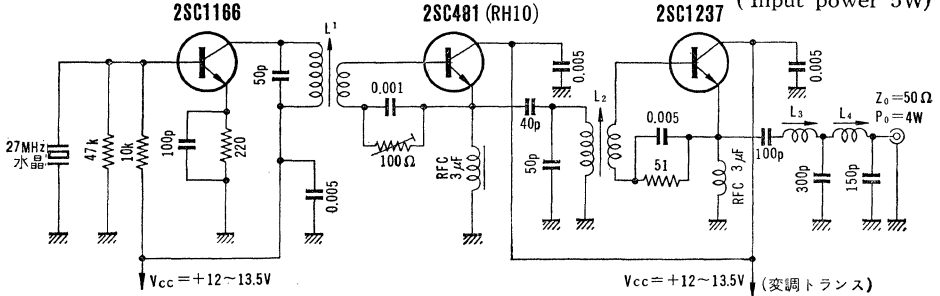 (Input power 5W)
2SC1166
2SC481 (RH10)
2SC1237
L1
50p
0.005
0.005
0.001
L2
0.005
L3
L4
Z₀=50Ω
P₀=4W
27MHz
水晶
47k
10k
100p
220
100Ω
40p
50p
51
100p
0.005
RFC
3μF
RFC 3μF
300p
150p
Vcc=+12~13.5V
Vcc=+12~13.5V
(変調トランス)